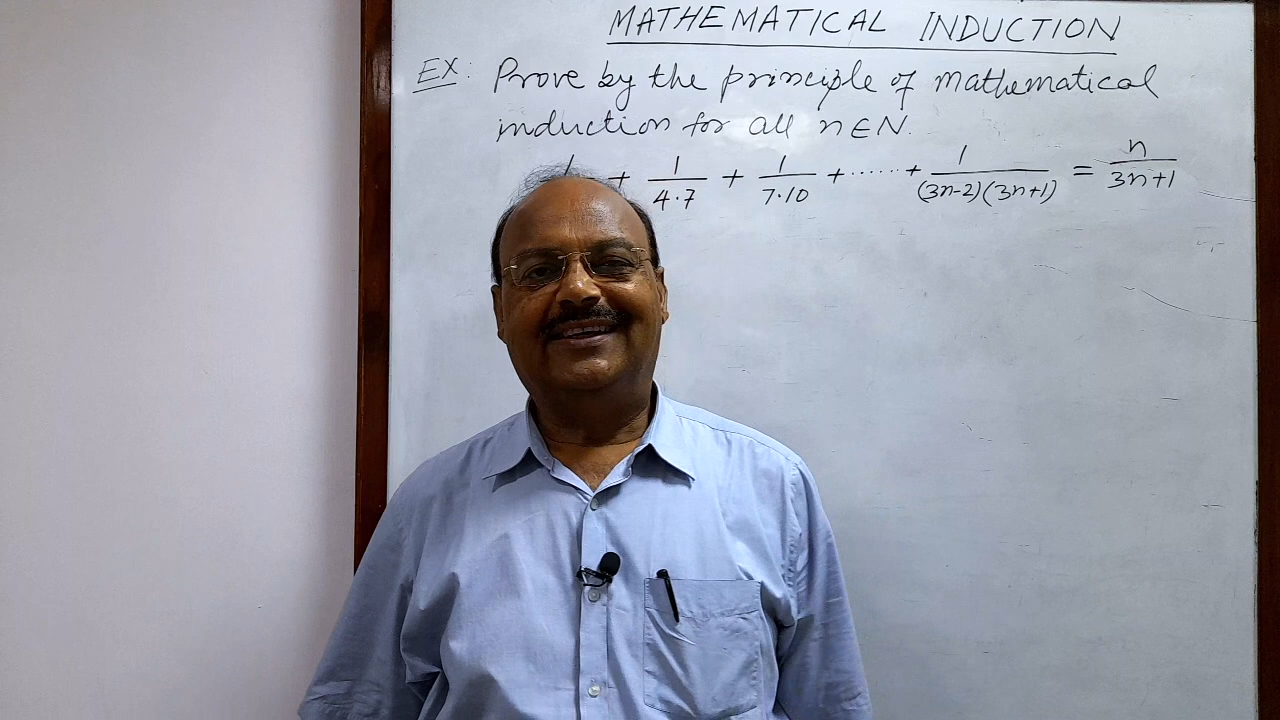 MATHEMATICAL INDUCTION
EX: Prove by the principle of mathematical
induction for all n∈N.
+ 1/4·7 + 1/7·10 + ...... + 1/(3n-2)(3n+1) = n/3n+1